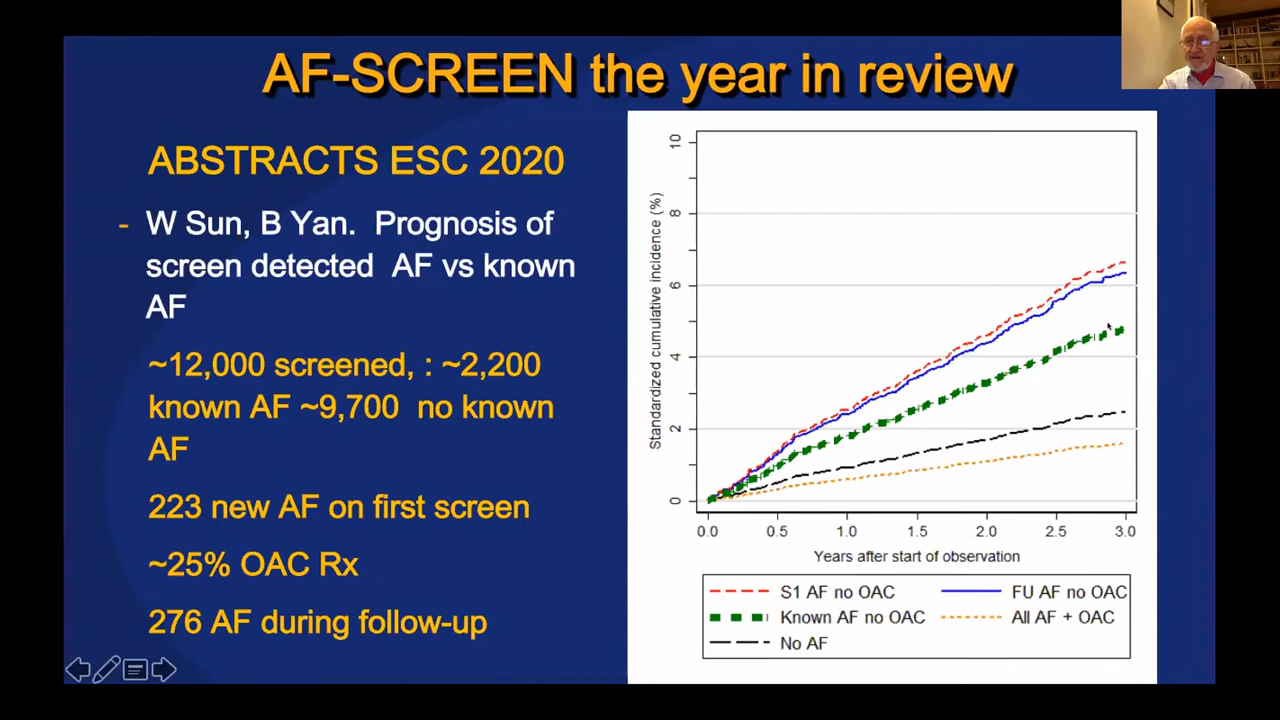 AF-SCREEN the year in review
ABSTRACTS ESC 2020
- W Sun, B Yan. Prognosis of
screen detected AF vs known
AF
~12,000 screened, : ~2,200
known AF ~9,700 no known
AF
223 new AF on first screen
~25% OAC Rx
276 AF during follow-up
Standardized cumulative incidence (%)
10
8
6
4
2
0
0.0 0.5 1.0 1.5 2.0 2.5 3.0
Years after start of observation
S1 AF no OAC FU AF no OAC
Known AF no OAC All AF + OAC
No AF